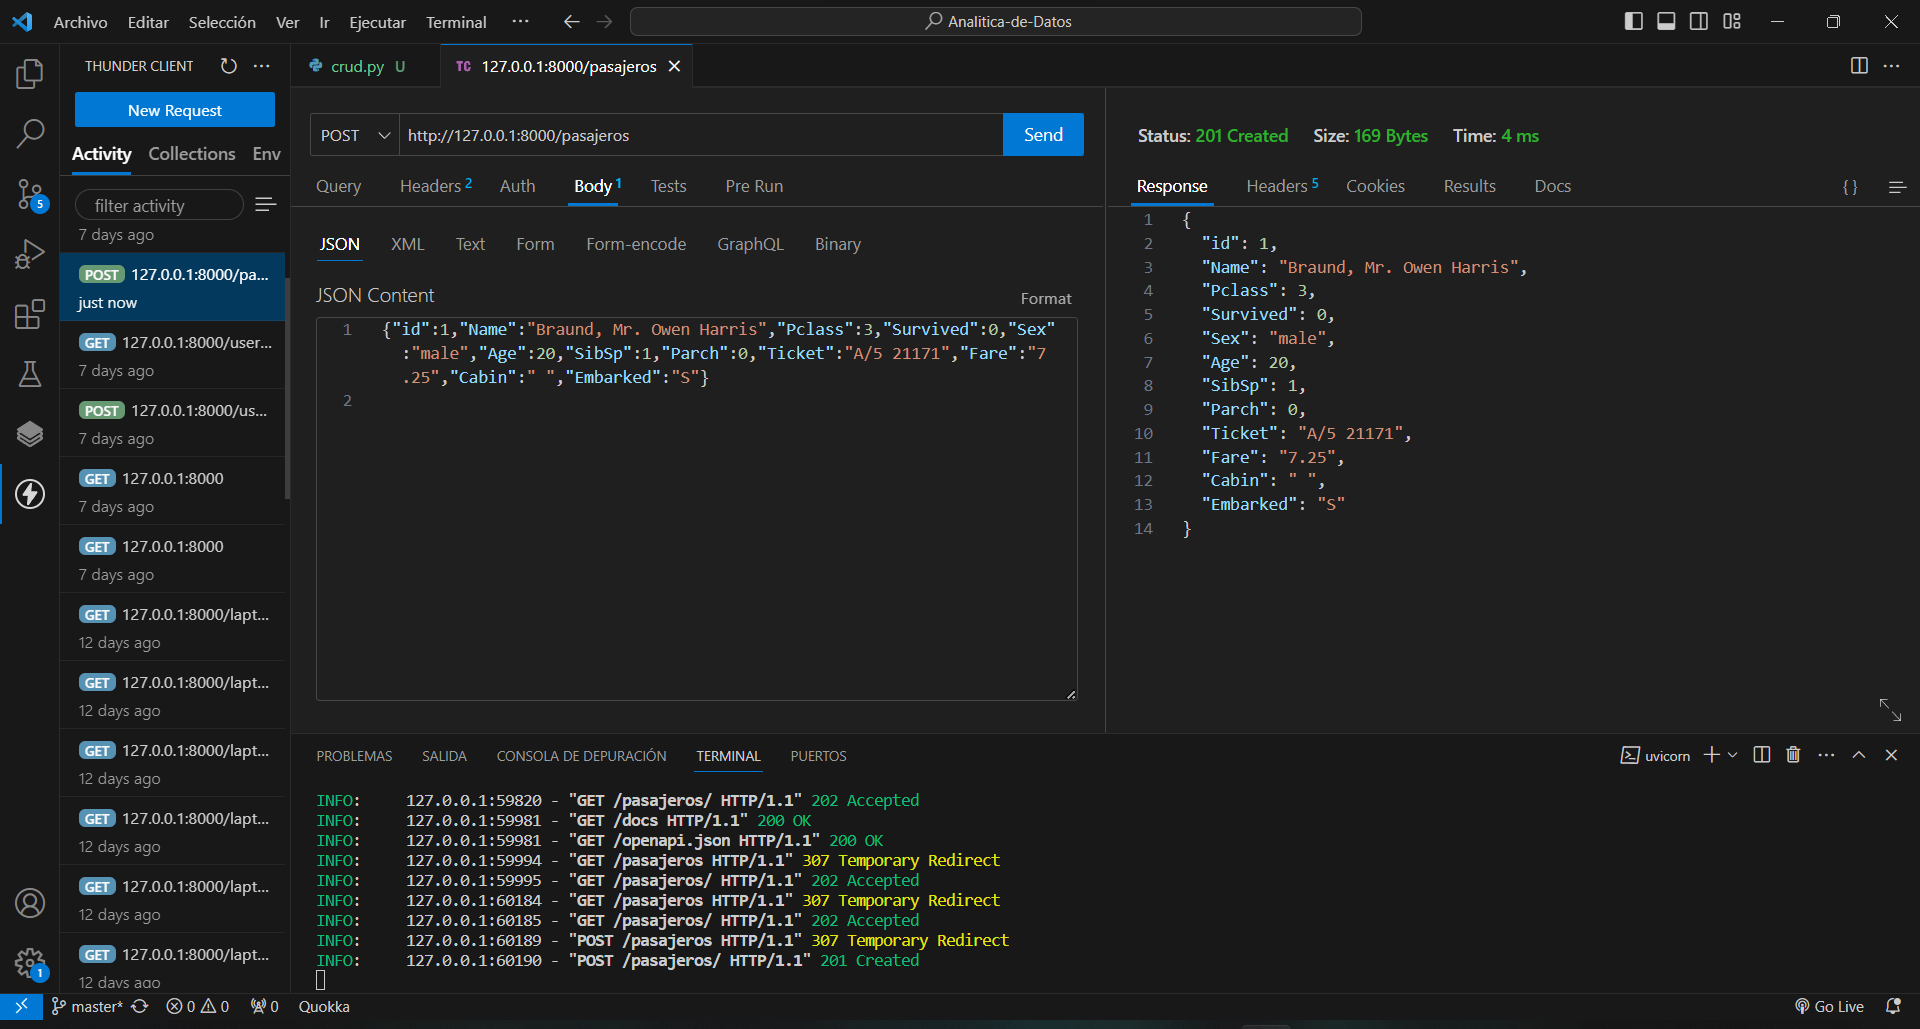 Archivo Editar Selección Ver Ir Ejecutar Terminal ··· Analitica-de-Datos
THUNDER CLIENT ···
New Request
Activity Collections Env
filter activity
7 days ago
POST 127.0.0.1:8000/pa...
just now
GET 127.0.0.1:8000/user...
7 days ago
POST 127.0.0.1:8000/us...
7 days ago
GET 127.0.0.1:8000
7 days ago
GET 127.0.0.1:8000
7 days ago
GET 127.0.0.1:8000/lapt...
12 days ago
GET 127.0.0.1:8000/lapt...
12 days ago
GET 127.0.0.1:8000/lapt...
12 days ago
GET 127.0.0.1:8000/lapt...
12 days ago
GET 127.0.0.1:8000/lapt...
12 days ago
GET 127.0.0.1:8000/lapt...
12 days ago
5
1
crud.py U TC 127.0.0.1:8000/pasajeros
POST http://127.0.0.1:8000/pasajeros Send
Query Headers 2 Auth Body 1 Tests Pre Run
JSON XML Text Form Form-encode GraphQL Binary
JSON Content
Format
1 {"id":1,"Name":"Braund, Mr. Owen Harris","Pclass":3,"Survived":0,"Sex"
:"male","Age":20,"SibSp":1,"Parch":0,"Ticket":"A/5 21171","Fare":"7
.25","Cabin":" ","Embarked":"S"}
2
Status: 201 Created Size: 169 Bytes Time: 4 ms
Response Headers 5 Cookies Results Docs {}
1 {
2 "id": 1,
3 "Name": "Braund, Mr. Owen Harris",
4 "Pclass": 3,
5 "Survived": 0,
6 "Sex": "male",
7 "Age": 20,
8 "SibSp": 1,
9 "Parch": 0,
10 "Ticket": "A/5 21171",
11 "Fare": "7.25",
12 "Cabin": " ",
13 "Embarked": "S"
14 }
PROBLEMAS SALIDA CONSOLA DE DEPURACIÓN TERMINAL PUERTOS uvicorn
INFO: 127.0.0.1:59820 - "GET /pasajeros/ HTTP/1.1" 202 Accepted
INFO: 127.0.0.1:59981 - "GET /docs HTTP/1.1" 200 OK
INFO: 127.0.0.1:59981 - "GET /openapi.json HTTP/1.1" 200 OK
INFO: 127.0.0.1:59994 - "GET /pasajeros HTTP/1.1" 307 Temporary Redirect
INFO: 127.0.0.1:59995 - "GET /pasajeros/ HTTP/1.1" 202 Accepted
INFO: 127.0.0.1:60184 - "GET /pasajeros HTTP/1.1" 307 Temporary Redirect
INFO: 127.0.0.1:60185 - "GET /pasajeros/ HTTP/1.1" 202 Accepted
INFO: 127.0.0.1:60189 - "POST /pasajeros HTTP/1.1" 307 Temporary Redirect
INFO: 127.0.0.1:60190 - "POST /pasajeros/ HTTP/1.1" 201 Created
master* 0 0 0 Quokka Go Live